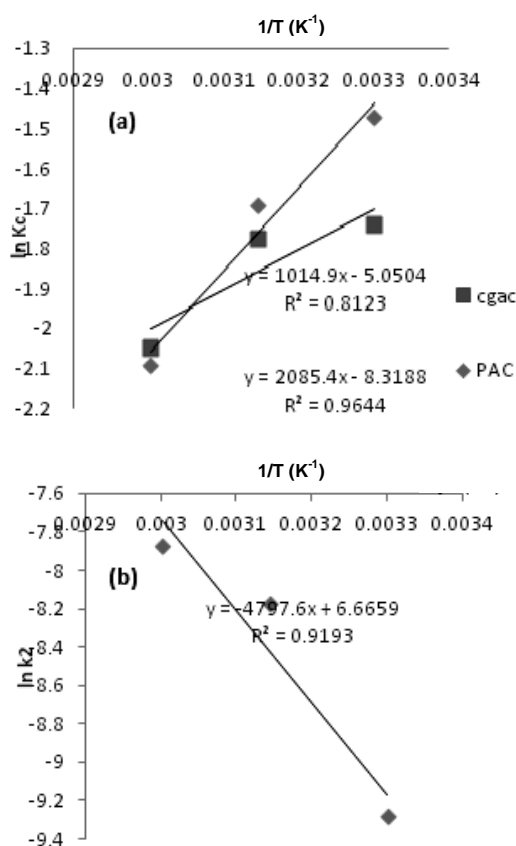 1/T (K⁻¹)
-1.3
0.0029 0.003 0.0031 0.0032 0.0033 0.0034
-1.4
(a)
-1.5
-1.6
-1.7
ln Kc
-1.8
y = 1014.9x - 5.0504
R² = 0.8123
cgac
-1.9
-2
-2.1
y = 2085.4x - 8.3188
R² = 0.9644
PAC
-2.2
1/T (K⁻¹)
-7.6
0.0029 0.003 0.0031 0.0032 0.0033 0.0034
-7.8
-8
(b)
-8.2
y = -4797.6x + 6.6659
R² = 0.9193
-8.4
ln k2
-8.6
-8.8
-9
-9.2
-9.4